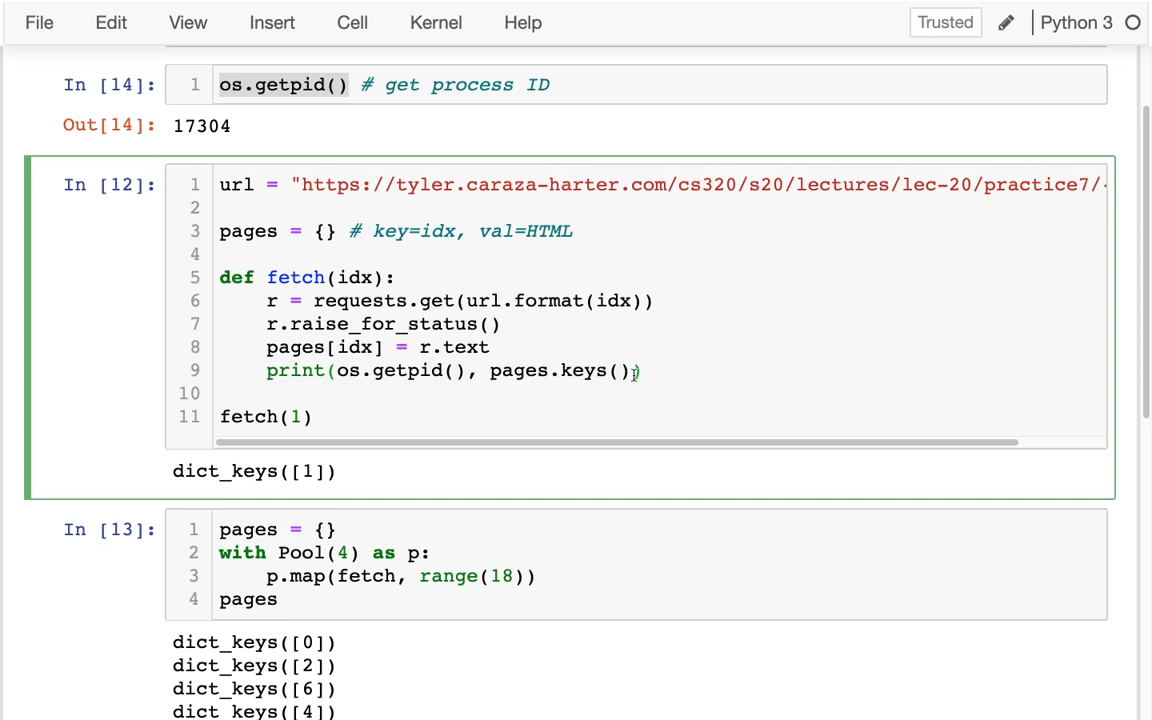 File Edit View Insert Cell Kernel Help Trusted Python 3
In [14]: 1 os.getpid() # get process ID
Out[14]: 17304
In [12]: 1 url = "https://tyler.caraza-harter.com/cs320/s20/lectures/lec-20/practice7/
2
3 pages = {} # key=idx, val=HTML
4
5 def fetch(idx):
6 r = requests.get(url.format(idx))
7 r.raise_for_status()
8 pages[idx] = r.text
9 print(os.getpid(), pages.keys())
10
11 fetch(1)
dict_keys([1])
In [13]: 1 pages = {}
2 with Pool(4) as p:
3 p.map(fetch, range(18))
4 pages
dict_keys([0])
dict_keys([2])
dict_keys([6])
dict_keys([4])